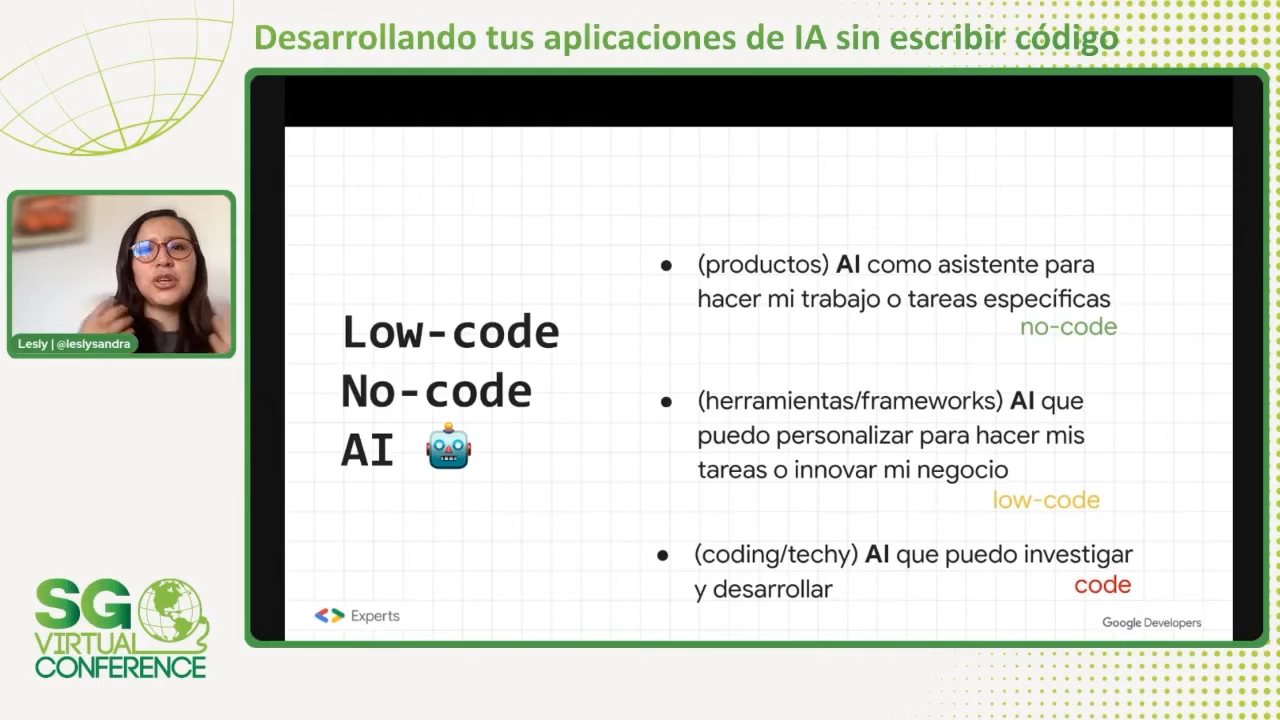 Desarrollando tus aplicaciones de IA sin escribir código
Lesly | @leslysandra
SG
VIRTUAL
CONFERENCE
Low-code
No-code
AI
● (productos) AI como asistente para
hacer mi trabajo o tareas específicas
no-code
● (herramientas/frameworks) AI que
puedo personalizar para hacer mis
tareas o innovar mi negocio
low-code
● (coding/techy) AI que puedo investigar
y desarrollar
code
Experts
Google Developers